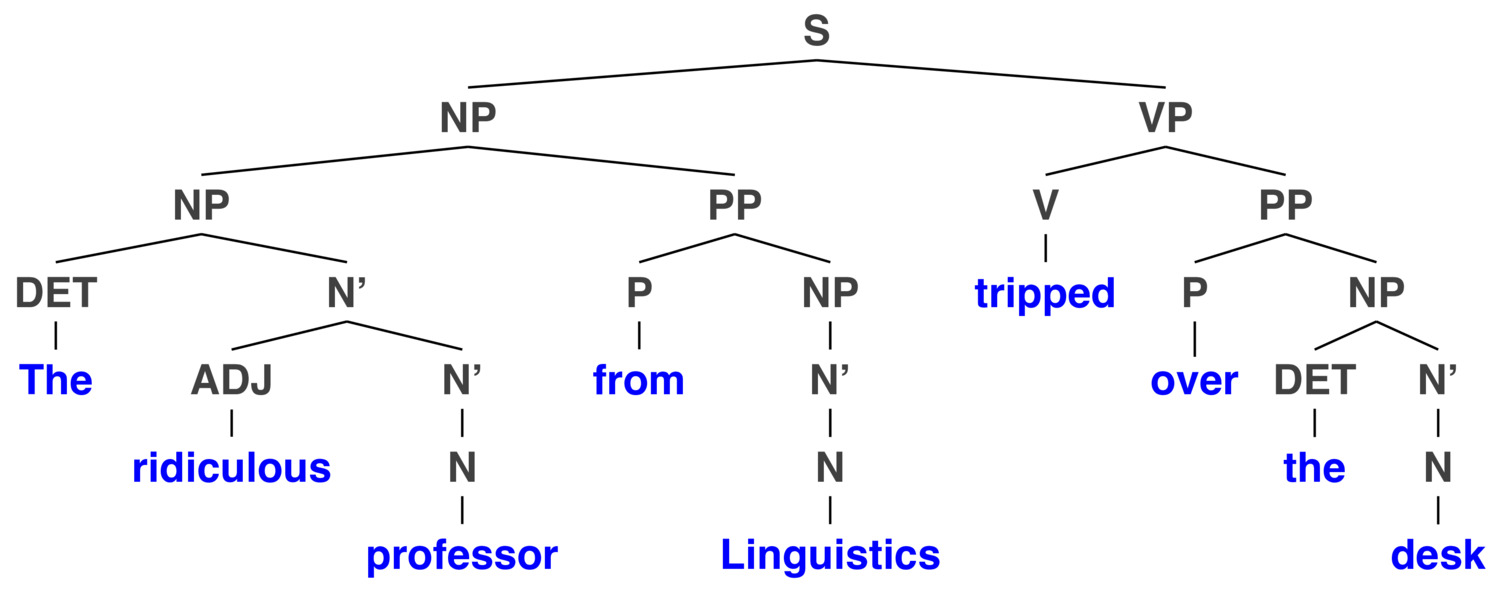 S
NP VP
NP PP V PP
DET N’ P NP tripped P NP
The ADJ N’ from N’ over DET N’
ridiculous N N the N
professor Linguistics desk